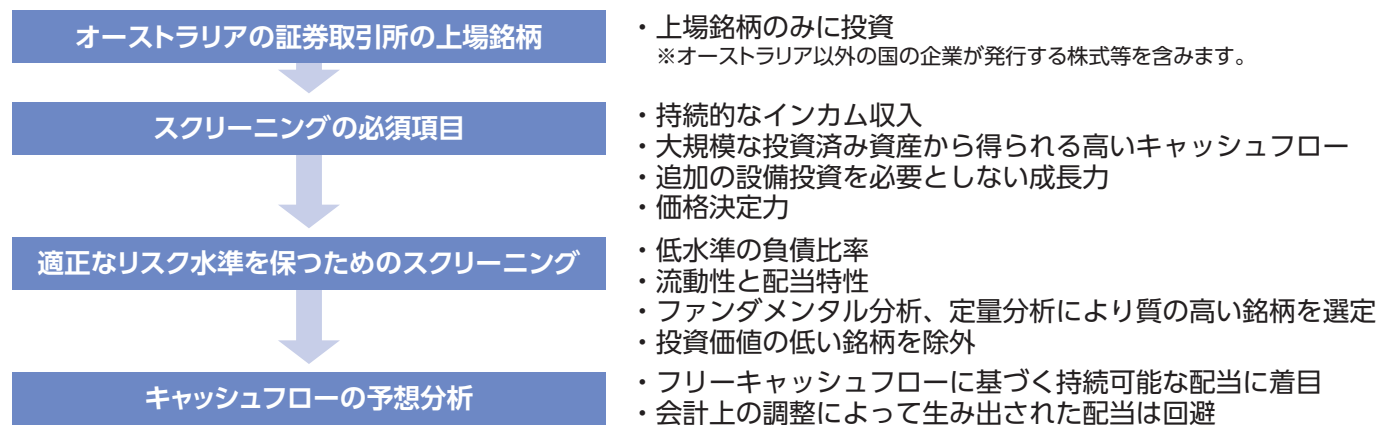 オーストラリアの証券取引所の上場銘柄
・上場銘柄のみに投資
※オーストラリア以外の国の企業が発行する株式等を含みます。
スクリーニングの必須項目
・持続的なインカム収入
・大規模な投資済み資産から得られる高いキャッシュフロー
・追加の設備投資を必要としない成長力
・価格決定力
適正なリスク水準を保つためのスクリーニング
・低水準の負債比率
・流動性と配当特性
・ファンダメンタル分析、定量分析により質の高い銘柄を選定
・投資価値の低い銘柄を除外
キャッシュフローの予想分析
・フリーキャッシュフローに基づく持続可能な配当に着目
・会計上の調整によって生み出された配当は回避